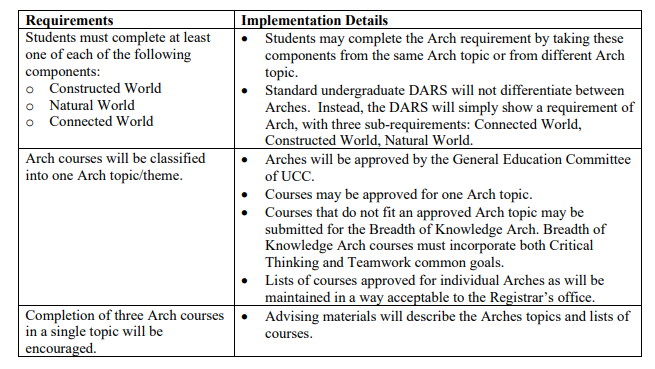 Requirements Implementation Details
Students must complete at least
one of each of the following
components:
o Constructed World
o Natural World
o Connected World
• Students may complete the Arch requirement by taking these
components from the same Arch topic or from different Arch
topic.
• Standard undergraduate DARS will not differentiate between
Arches. Instead, the DARS will simply show a requirement of
Arch, with three sub-requirements: Connected World,
Constructed World, Natural World.
Arch courses will be classified
into one Arch topic/theme.
• Arches will be approved by the General Education Committee
of UCC.
• Courses may be approved for one Arch topic.
• Courses that do not fit an approved Arch topic may be
submitted for the Breadth of Knowledge Arch. Breadth of
Knowledge Arch courses must incorporate both Critical
Thinking and Teamwork common goals.
• Lists of courses approved for individual Arches as will be
maintained in a way acceptable to the Registrar's office.
Completion of three Arch courses
in a single topic will be
encouraged.
• Advising materials will describe the Arches topics and lists of
courses.